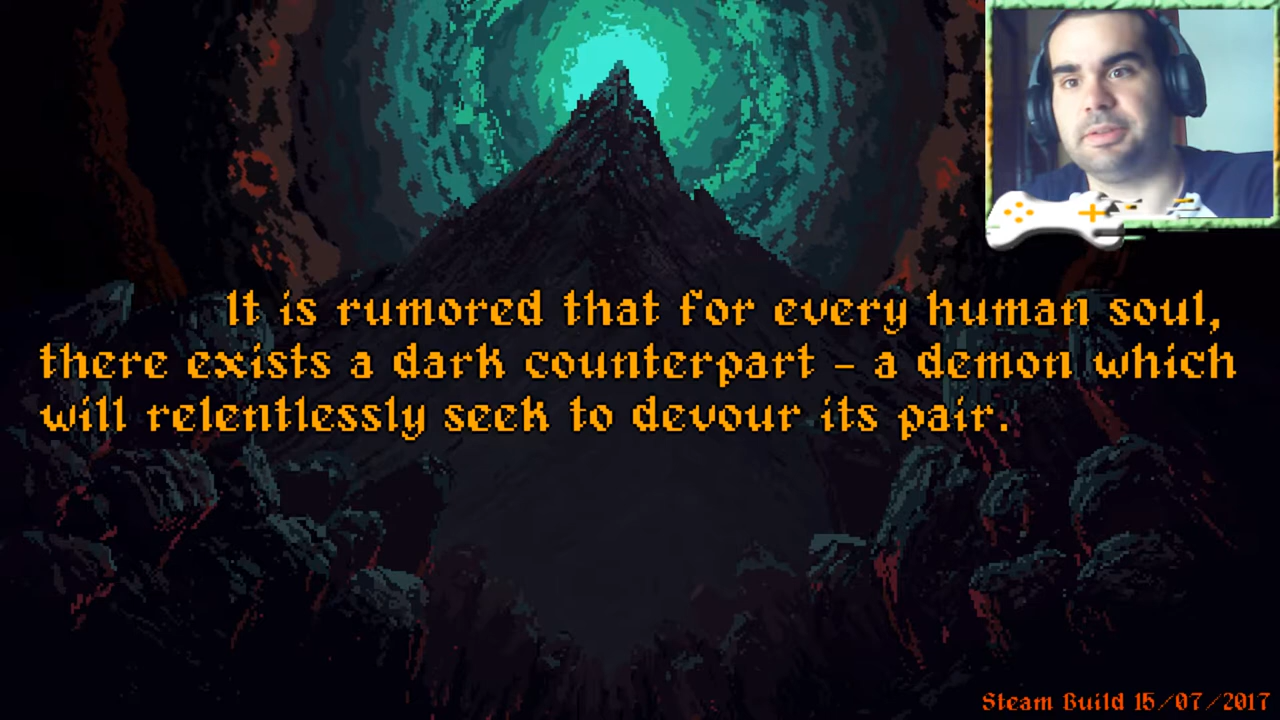 It is rumored that for every human soul,
there exists a dark counterpart - a demon which
will relentlessly seek to devour its pair.
Steam Build 15/07/2017